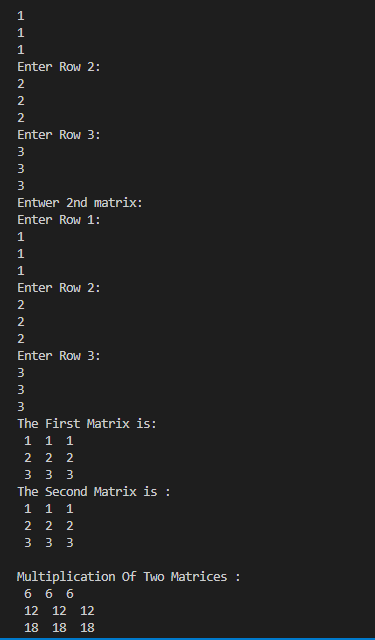 1
1
1
Enter Row 2:
2
2
2
Enter Row 3:
3
3
3
Entwer 2nd matrix:
Enter Row 1:
1
1
1
Enter Row 2:
2
2
2
Enter Row 3:
3
3
3
The First Matrix is:
1 1 1
2 2 2
3 3 3
The Second Matrix is :
1 1 1
2 2 2
3 3 3
Multiplication Of Two Matrices :
6 6 6
12 12 12
18 18 18